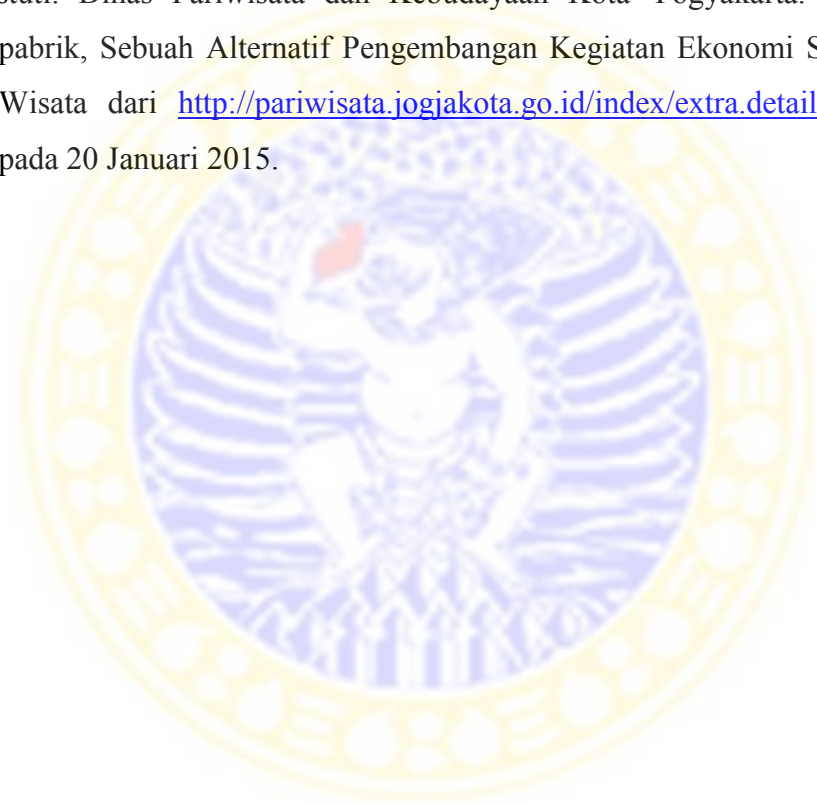 stuti. Dinas Pariwisata dan Kebudayaan Kota Yogyakarta.
pabrik, Sebuah Alternatif Pengembangan Kegiatan Ekonomi S
Wisata dari http://pariwisata.jogjakota.go.id/index/extra.detail
pada 20 Januari 2015.